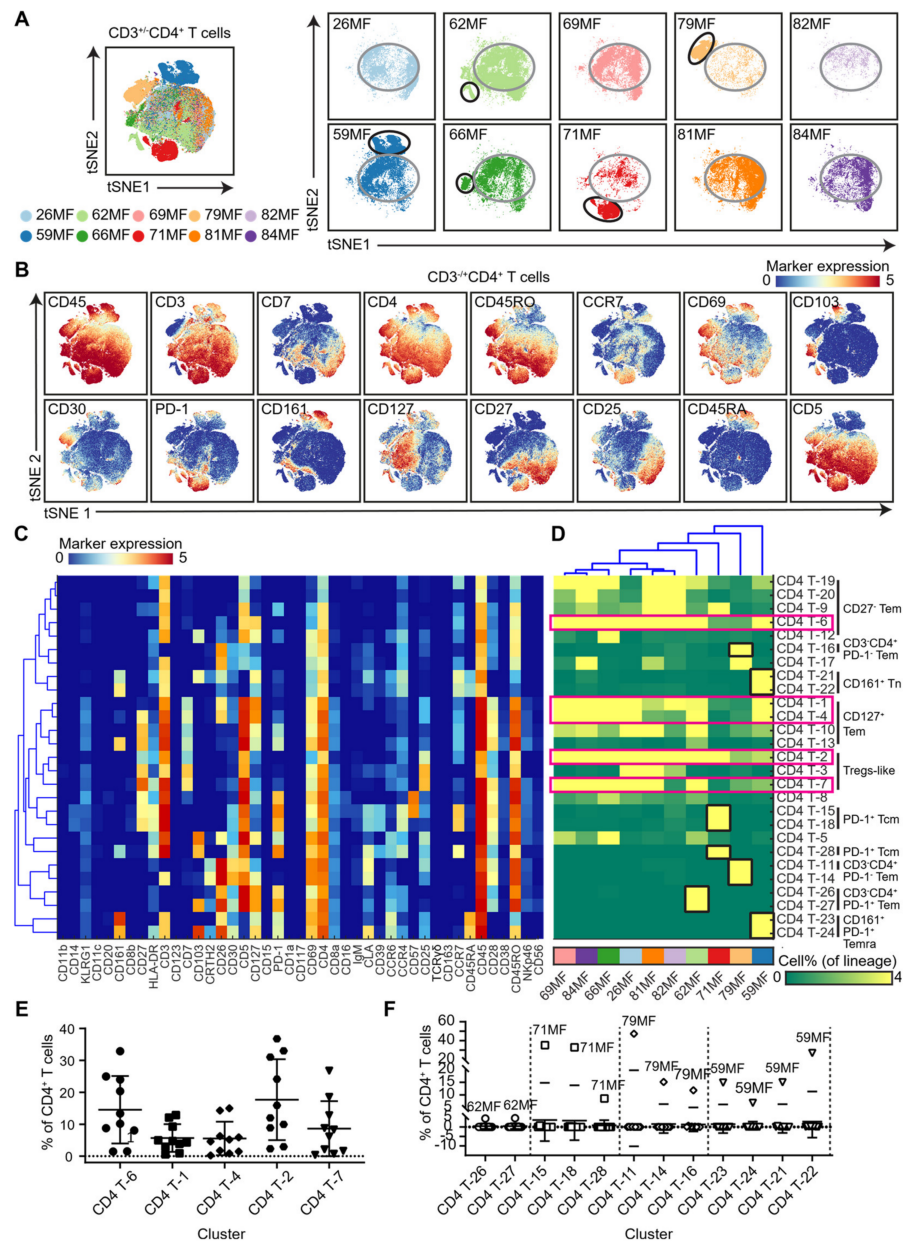 A
CD3+/-CD4+ T cells
tSNE2
tSNE1
26MF 62MF 69MF 79MF 82MF
59MF 66MF 71MF 81MF 84MF
26MF 62MF 69MF 79MF 82MF
59MF 66MF 71MF 81MF 84MF
tSNE2
tSNE1
B
CD3-/+CD4+ T cells
Marker expression
0 5
CD45 CD3 CD7 CD4 CD45RO CCR7 CD69 CD103
CD30 PD-1 CD161 CD127 CD27 CD25 CD45RA CD5
tSNE 2
tSNE 1
C
Marker expression
0 5
CD11b
CD14
KLRG1
CD11c
CD20
CD161
CD27
HLA-DR
CD3
CD123
CD7
CD103
CRTH2
CD26
CD30
CD5
CD127
CD15
PD-1
CD1a
CD117
CD69
CD4
CD8a
CD16
IgM
CLA
CD39
CCR6
CCR4
CD57
CD25
TCRγδ
CD163
CCR7
CD45RA
CD45
CD28
CD38
CD45RO
NKp46
CD56
D
CD4 T-19
CD4 T-20
CD4 T-9
CD4 T-6
CD4 T-12
CD4 T-16
CD4 T-17
CD4 T-21
CD4 T-22
CD4 T-1
CD4 T-4
CD4 T-10
CD4 T-13
CD4 T-2
CD4 T-3
CD4 T-7
CD4 T-8
CD4 T-15
CD4 T-18
CD4 T-5
CD4 T-28
CD4 T-11
CD4 T-14
CD4 T-26
CD4 T-27
CD4 T-23
CD4 T-24
CD27- Tem
CD3-CD4+
PD-1- Tem
CD161+ Tn
CD127+
Tem
Tregs-like
PD-1+ Tcm
PD-1+ Tcm
CD3-CD4+
PD-1- Tem
CD3-CD4+
PD-1+ Tem
CD161+
PD-1+
Temra
69MF
84MF
66MF
26MF
81MF
82MF
62MF
71MF
79MF
59MF
Cell% (of lineage)
0 4
E
% of CD4+ T cells
40
30
20
10
0
CD4 T-6
CD4 T-1
CD4 T-4
CD4 T-2
CD4 T-7
Cluster
F
% of CD4+ T cells
60
50
40
30
20
15
10
5
0
-10
62MF 62MF
71MF
71MF
71MF
79MF
79MF
79MF
59MF
59MF
59MF
59MF
CD4 T-26
CD4 T-27
CD4 T-15
CD4 T-18
CD4 T-28
CD4 T-11
CD4 T-14
CD4 T-16
CD4 T-23
CD4 T-24
CD4 T-21
CD4 T-22
Cluster